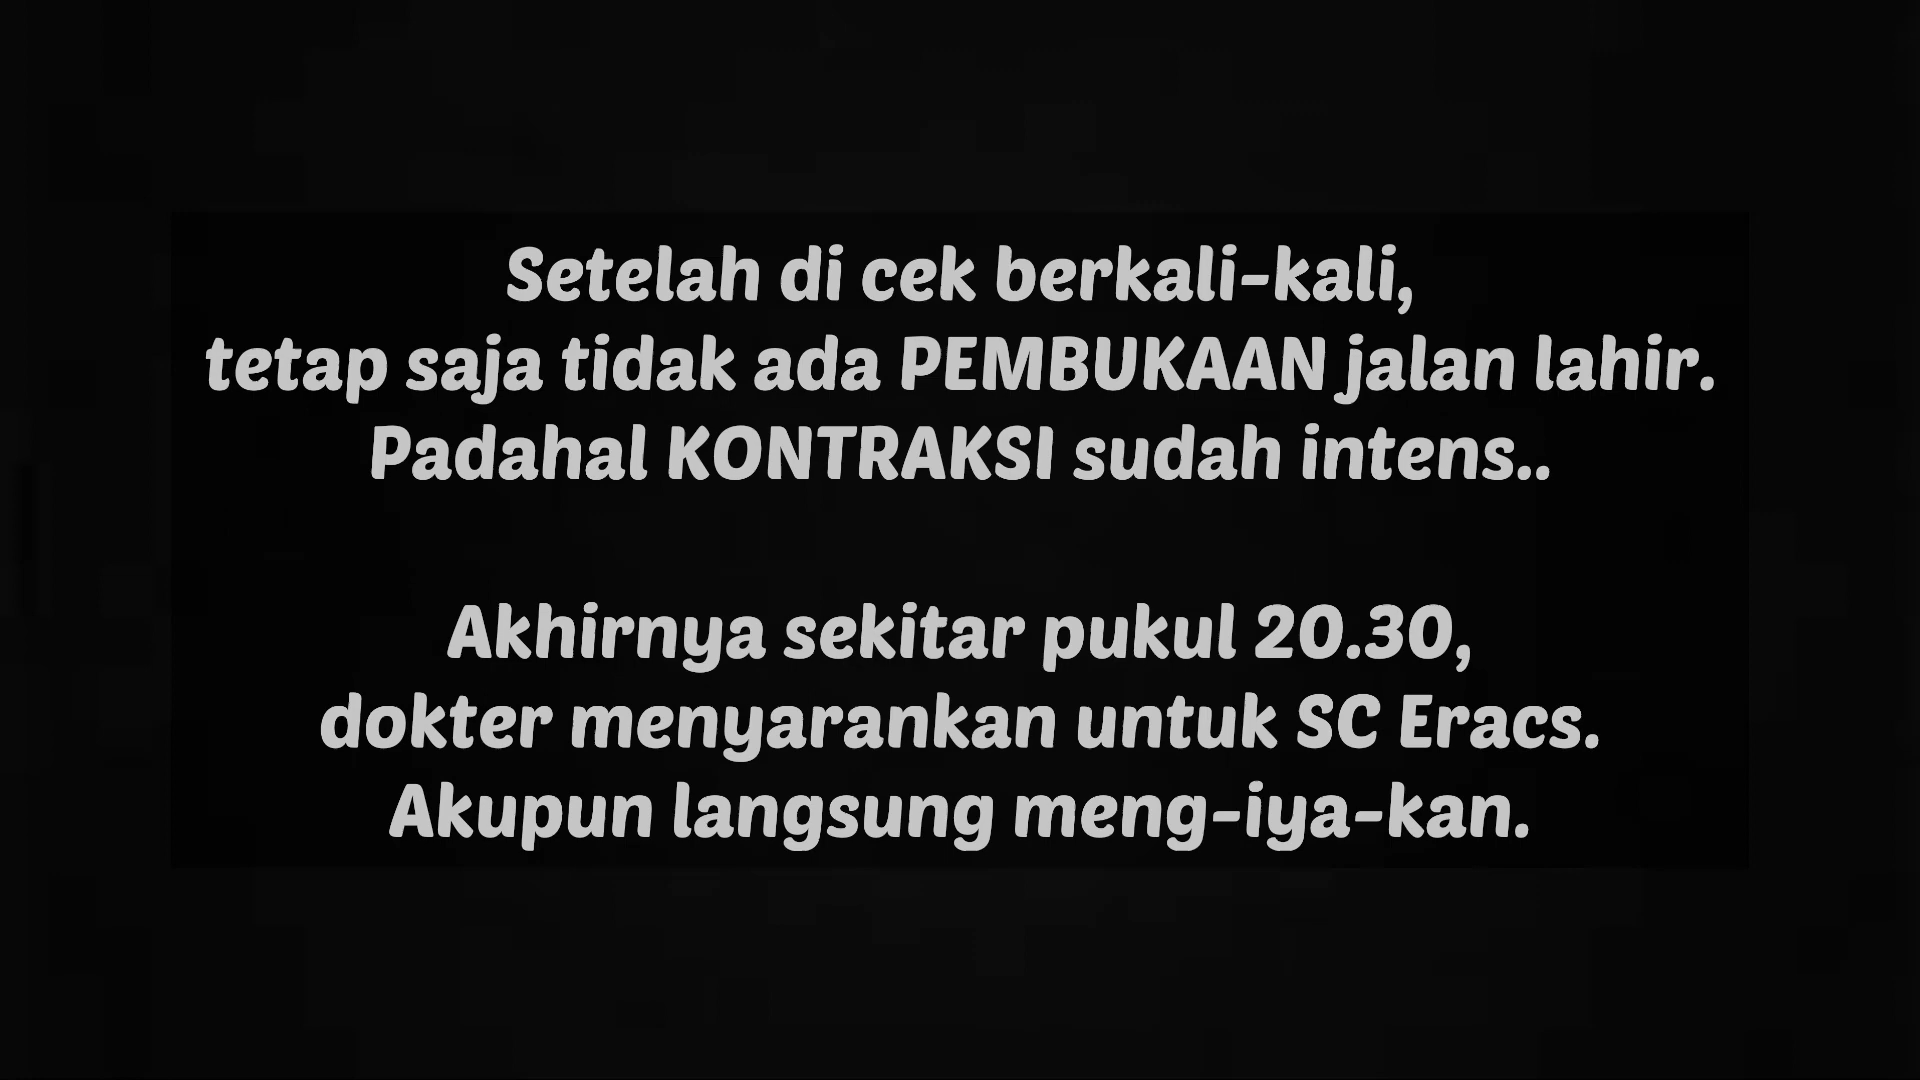 Setelah di cek berkali-kali,
tetap saja tidak ada PEMBUKAAN jalan lahir.
Padahal KONTRAKSI sudah intens..
Akhirnya sekitar pukul 20.30,
dokter menyarankan untuk SC Eracs.
Akupun langsung meng-iya-kan.